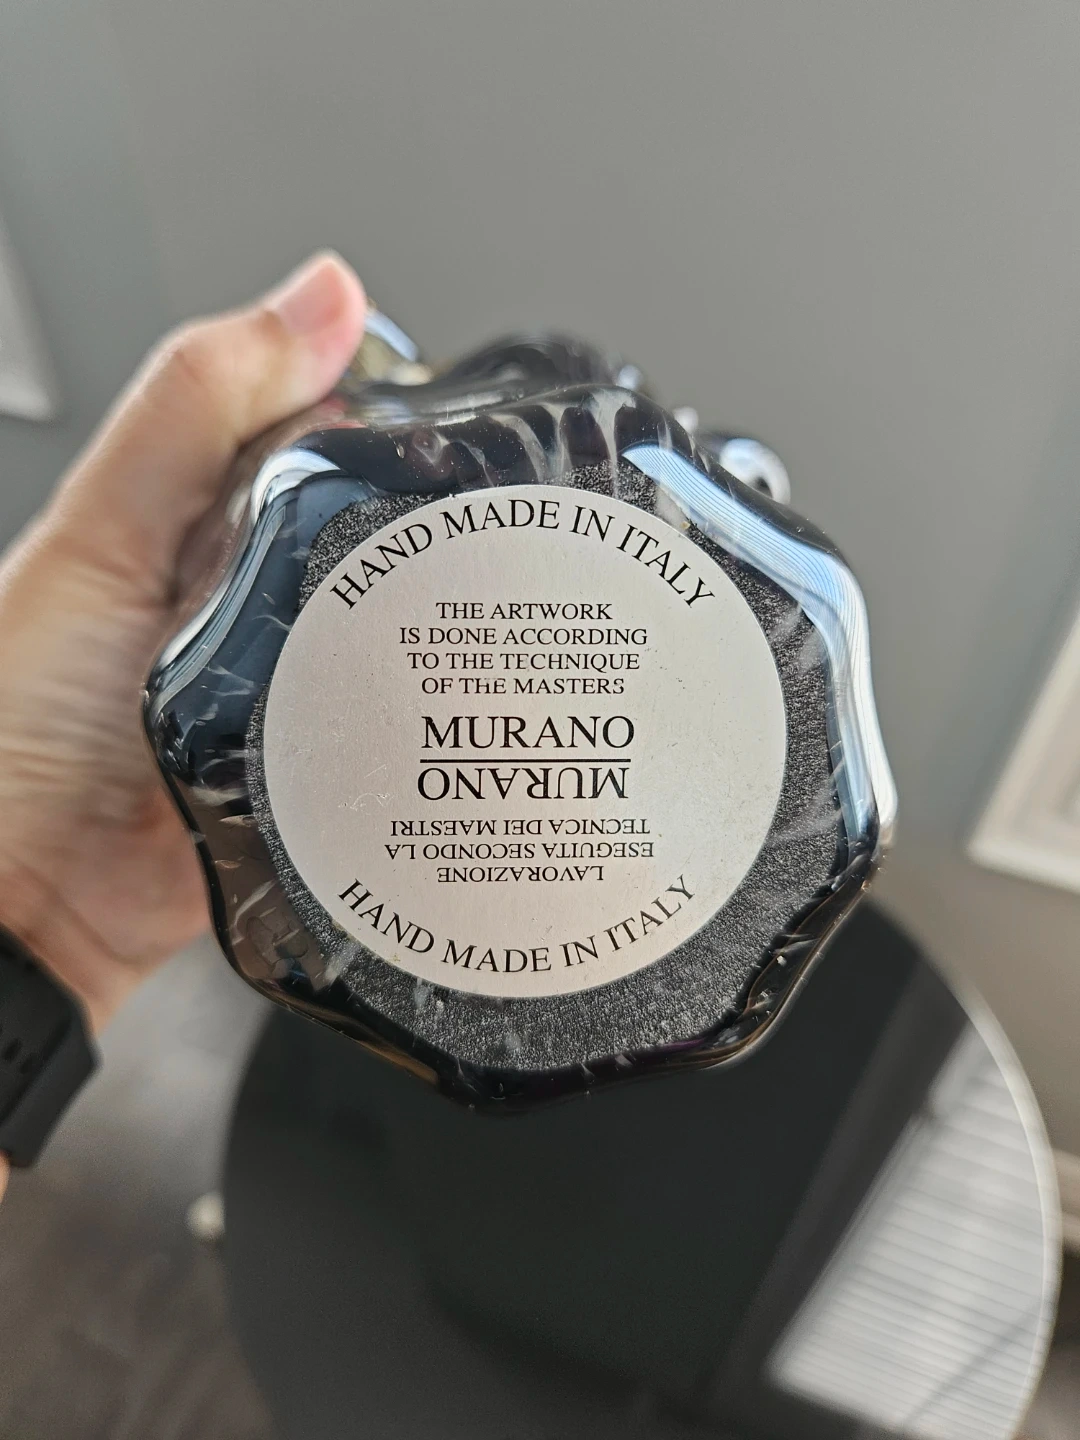 HAND MADE IN ITALY
THE ARTWORK
IS DONE ACCORDING
TO THE TECHNIQUE
OF THE MASTERS
MURANO
MURANO
LAVORAZIONE
ESEGUITA SECONDO LA
TECNICA DEI MAESTRI
HAND MADE IN ITALY